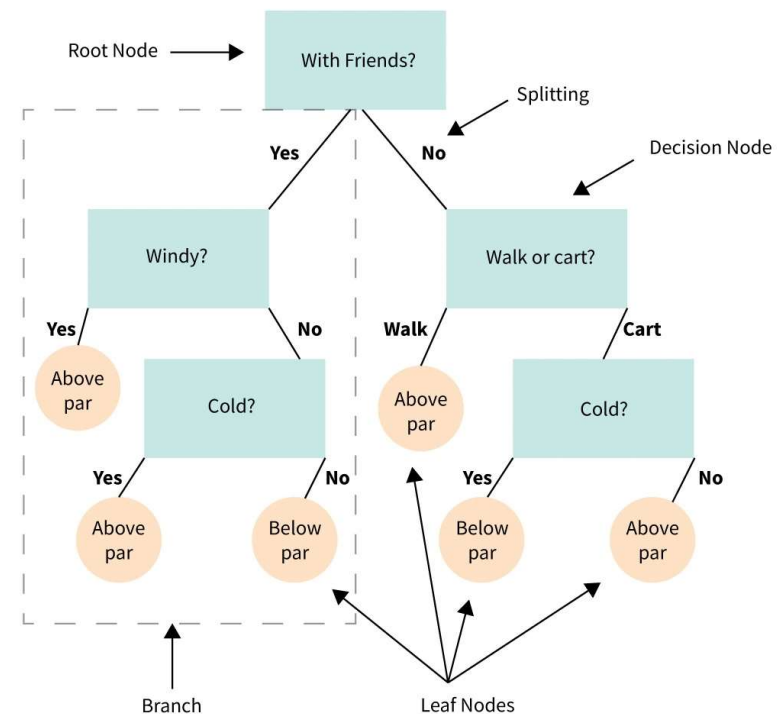 Root Node
With Friends?
Splitting
Yes
No
Decision Node
Windy?
Walk or cart?
Yes
No
Walk
Cart
Above
par
Cold?
Above
par
Cold?
Yes
No
Yes
No
Above
par
Below
par
Below
par
Above
par
Branch
Leaf Nodes